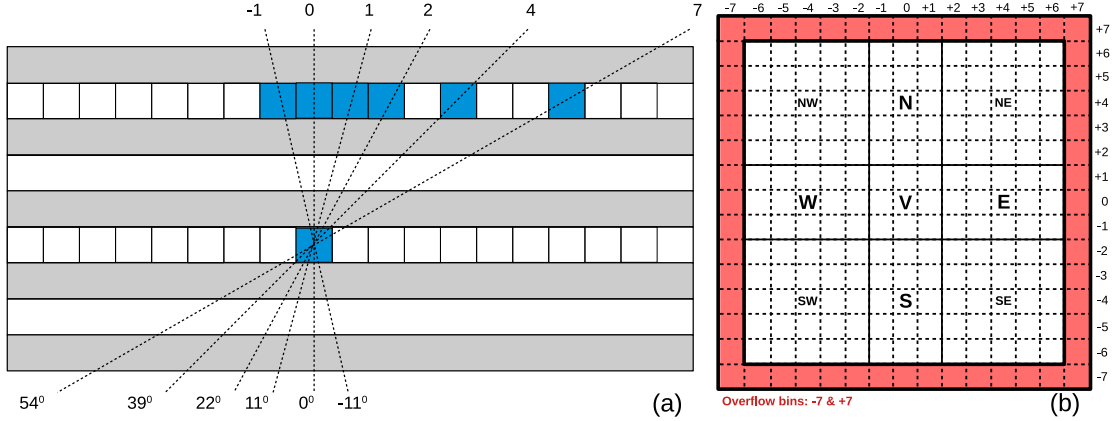 -1 0 1 2 4 7
54⁰ 39⁰ 22⁰ 11⁰ 0⁰ -11⁰
(a)
-7 -6 -5 -4 -3 -2 -1 0 +1 +2 +3 +4 +5 +6 +7
+7
+6
+5
NW N NE +4
+3
+2
+1
W V E 0
-1
-2
-3
SW S SE -4
-5
-6
-7
Overflow bins: -7 & +7
(b)